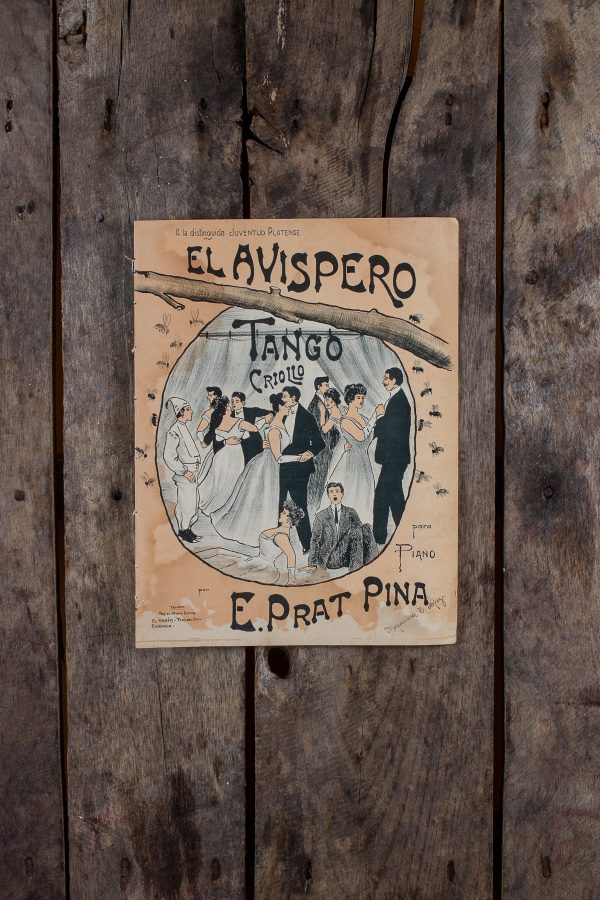 A la distinguida JUVENTUD PLATENSE
EL AVISPERO
TANGO
CRIOLLO
para
PIANO
por
E. PRAT PINA